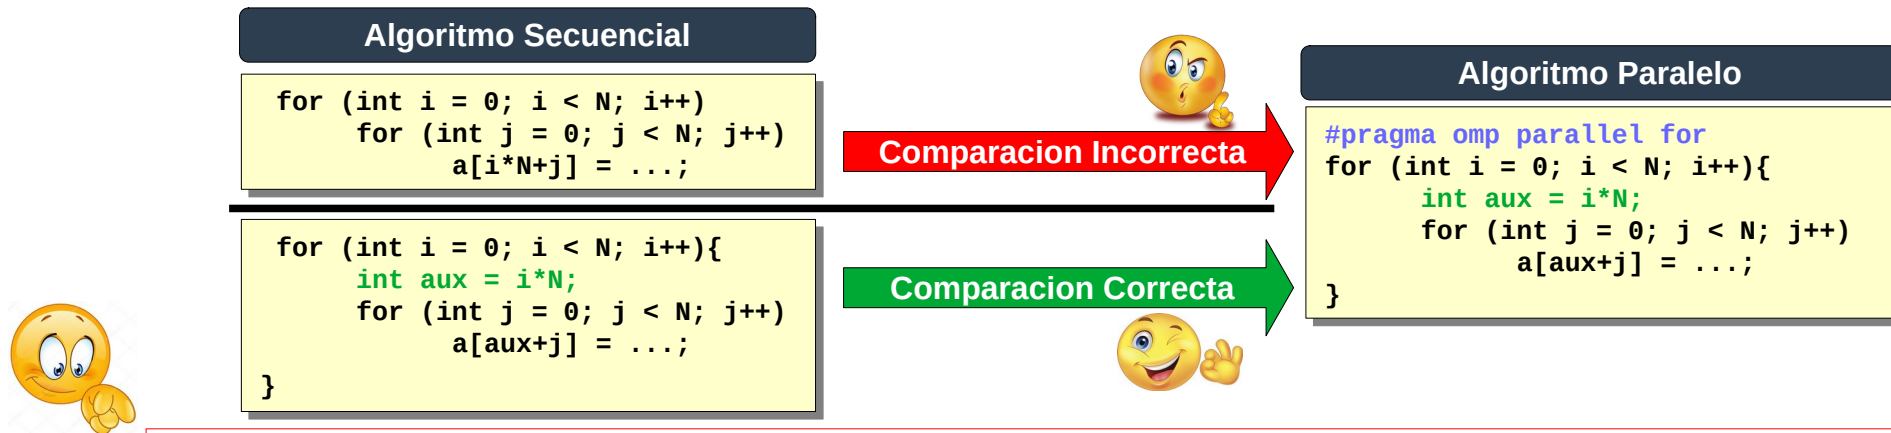 Algoritmo Secuencial
for (int i = 0; i < N; i++)
for (int j = 0; j < N; j++)
a[i*N+j] = ...;
for (int i = 0; i < N; i++){
int aux = i*N;
for (int j = 0; j < N; j++)
a[aux+j] = ...;
}
Comparacion Incorrecta
Comparacion Correcta
Algoritmo Paralelo
#pragma omp parallel for
for (int i = 0; i < N; i++){
int aux = i*N;
for (int j = 0; j < N; j++)
a[aux+j] = ...;
}